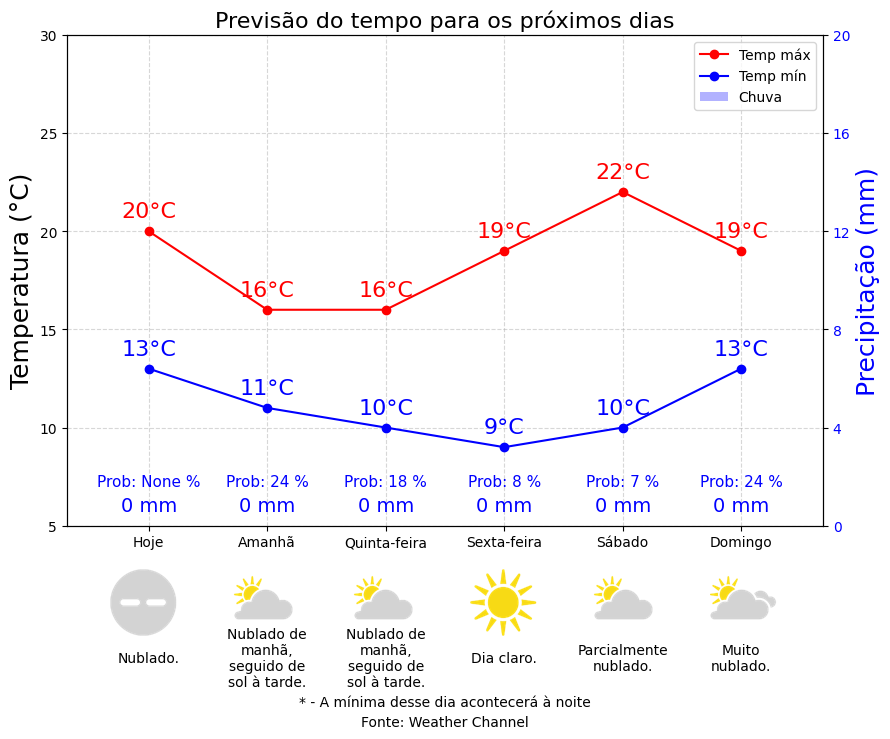 Previsão do tempo para os próximos dias
30
25
20
15
10
5
Temperatura (°C)
20
16
12
8
4
0
Precipitação (mm)
Temp máx
Temp mín
Chuva
20°C 16°C 16°C 19°C 22°C 19°C
13°C 11°C 10°C 9°C 10°C 13°C
Prob: None % Prob: 24 % Prob: 18 % Prob: 8 % Prob: 7 % Prob: 24 %
0 mm 0 mm 0 mm 0 mm 0 mm 0 mm
Hoje Amanhã Quinta-feira Sexta-feira Sábado Domingo
Nublado.
Nublado de
manhã,
seguido de
sol à tarde.
Nublado de
manhã,
seguido de
sol à tarde.
Dia claro.
Parcialmente
nublado.
Muito
nublado.
* - A mínima desse dia acontecerá à noite
Fonte: Weather Channel